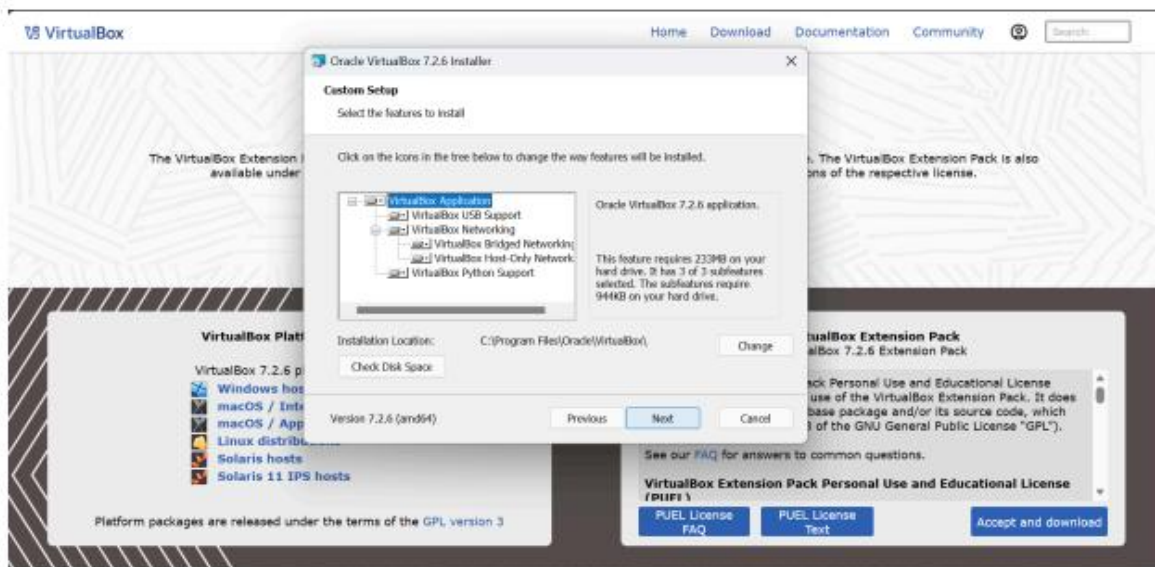 VirtualBox
Home Download Documentation Community Search
Oracle VirtualBox 7.2.6 Installer
Custom Setup
Select the features to install
Click on the icons in the tree below to change the way features will be installed.
VirtualBox Application
VirtualBox USB Support
VirtualBox Networking
VirtualBox Bridged Networking
VirtualBox Host-Only Network
VirtualBox Python Support
Oracle VirtualBox 7.2.6 application.
This feature requires 233MB on your
hard drive. It has 3 of 3 subfeatures
selected. The subfeatures require
944KB on your hard drive.
Installation Location: C:\Program Files\Oracle\VirtualBox\
Change
Check Disk Space
Version 7.2.6 (amd64)
Previous Next Cancel
The VirtualBox Extension
available under
. The VirtualBox Extension Pack is also
ons of the respective license.
VirtualBox Platf
VirtualBox 7.2.6 p
Windows hos
macOS / Inte
macOS / App
Linux distributions
Solaris hosts
Solaris 11 IPS hosts
Platform packages are released under the terms of the GPL version 3
tualBox Extension Pack
alBox 7.2.6 Extension Pack
ack Personal Use and Educational License
use of the VirtualBox Extension Pack. It does
base package and/or its source code, which
of the GNU General Public License "GPL").
See our FAQ for answers to common questions.
VirtualBox Extension Pack Personal Use and Educational License
(PUEL)
PUEL License
FAQ
PUEL License
Text
Accept and download